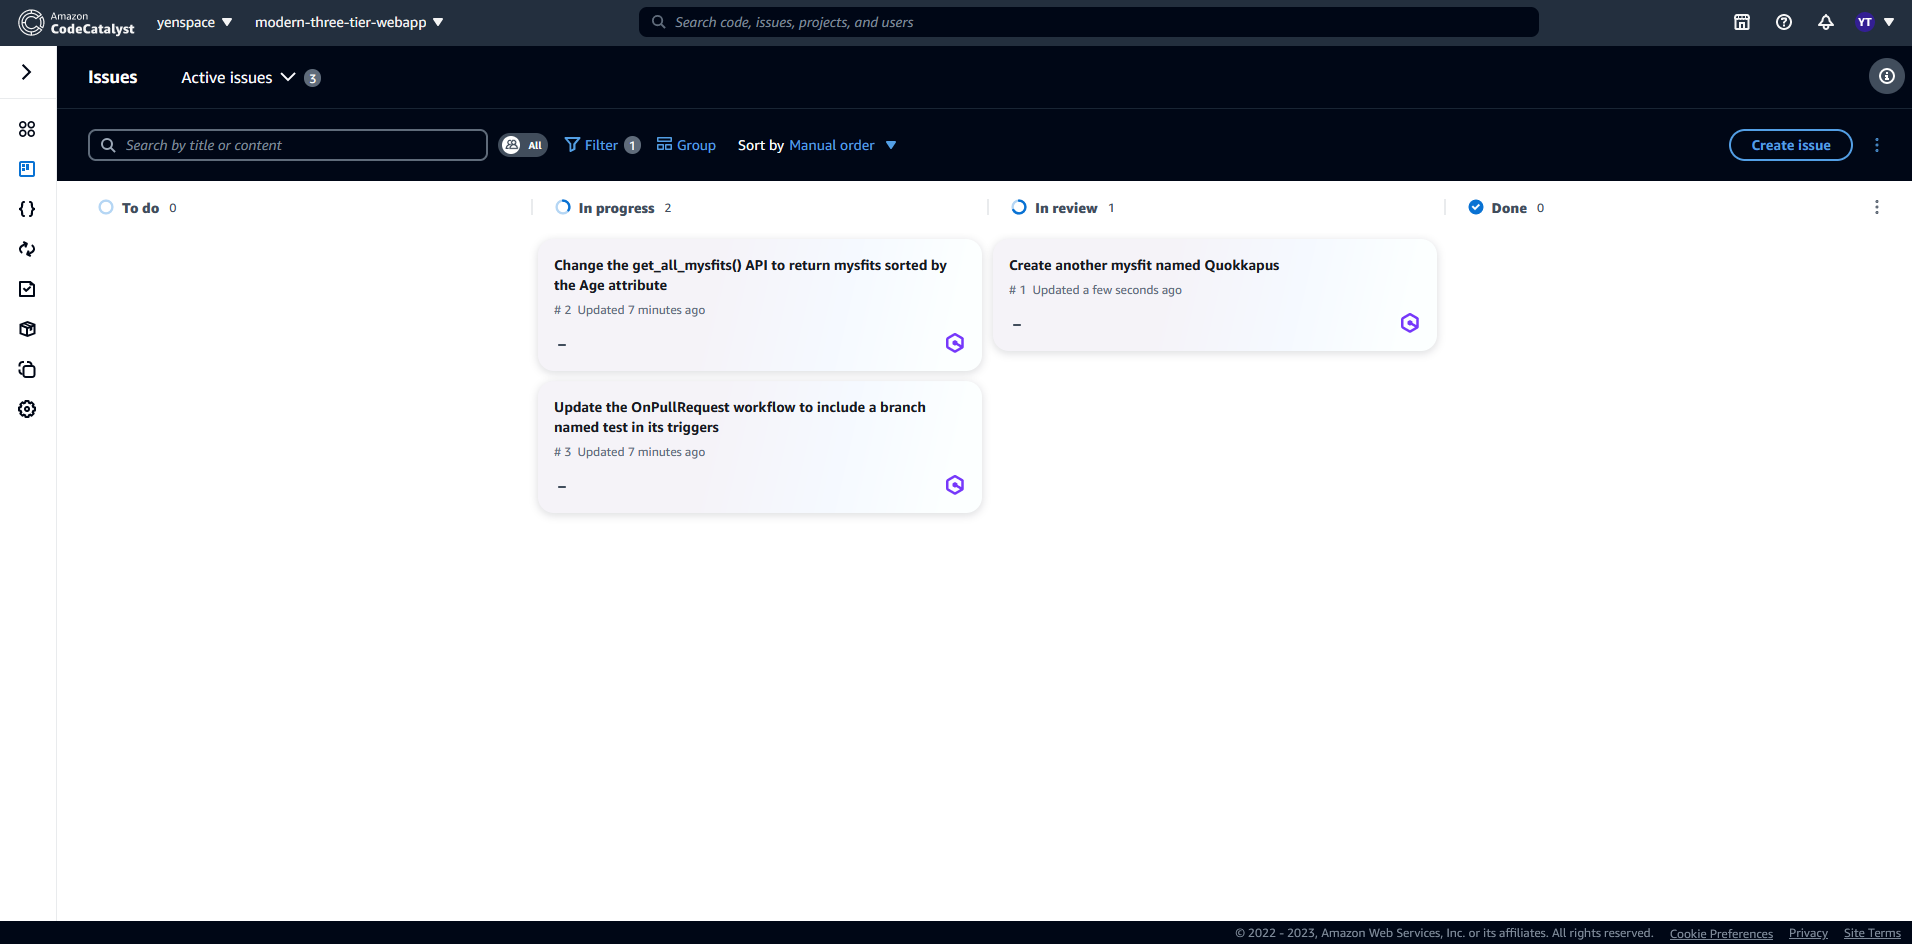 Amazon
CodeCatalyst
yenspace
modern-three-tier-webapp
Search code, issues, projects, and users
YT
Issues
Active issues
3
Search by title or content
All
Filter 1
Group
Sort by Manual order
Create issue
To do 0
In progress 2
In review 1
Done 0
Change the get_all_mysfits() API to return mysfits sorted by
the Age attribute
# 2 Updated 7 minutes ago
–
Create another mysfit named Quokkapus
# 1 Updated a few seconds ago
–
Update the OnPullRequest workflow to include a branch
named test in its triggers
# 3 Updated 7 minutes ago
–
© 2022 - 2023, Amazon Web Services, Inc. or its affiliates. All rights reserved. Cookie Preferences Privacy Site Terms